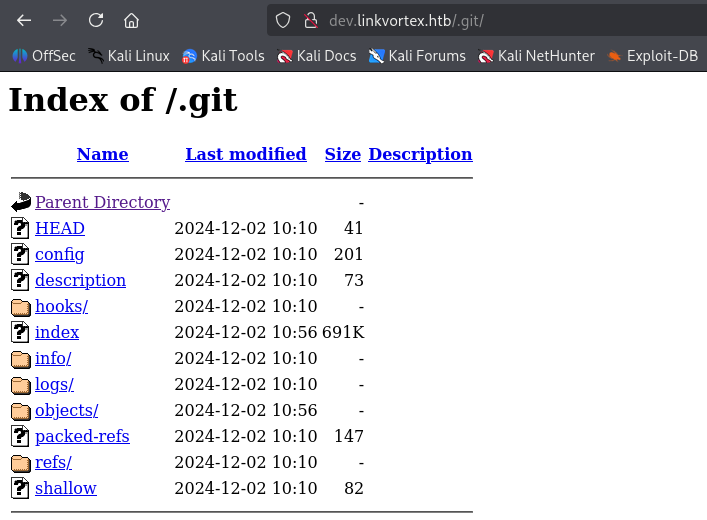 dev.linkvortex.htb/.git/
OffSec Kali Linux Kali Tools Kali Docs Kali Forums Kali NetHunter Exploit-DB
Index of /.git
Name Last modified Size Description
Parent Directory -
HEAD 2024-12-02 10:10 41
config 2024-12-02 10:10 201
description 2024-12-02 10:10 73
hooks/ 2024-12-02 10:10 -
index 2024-12-02 10:56 691K
info/ 2024-12-02 10:10 -
logs/ 2024-12-02 10:10 -
objects/ 2024-12-02 10:56 -
packed-refs 2024-12-02 10:10 147
refs/ 2024-12-02 10:10 -
shallow 2024-12-02 10:10 82